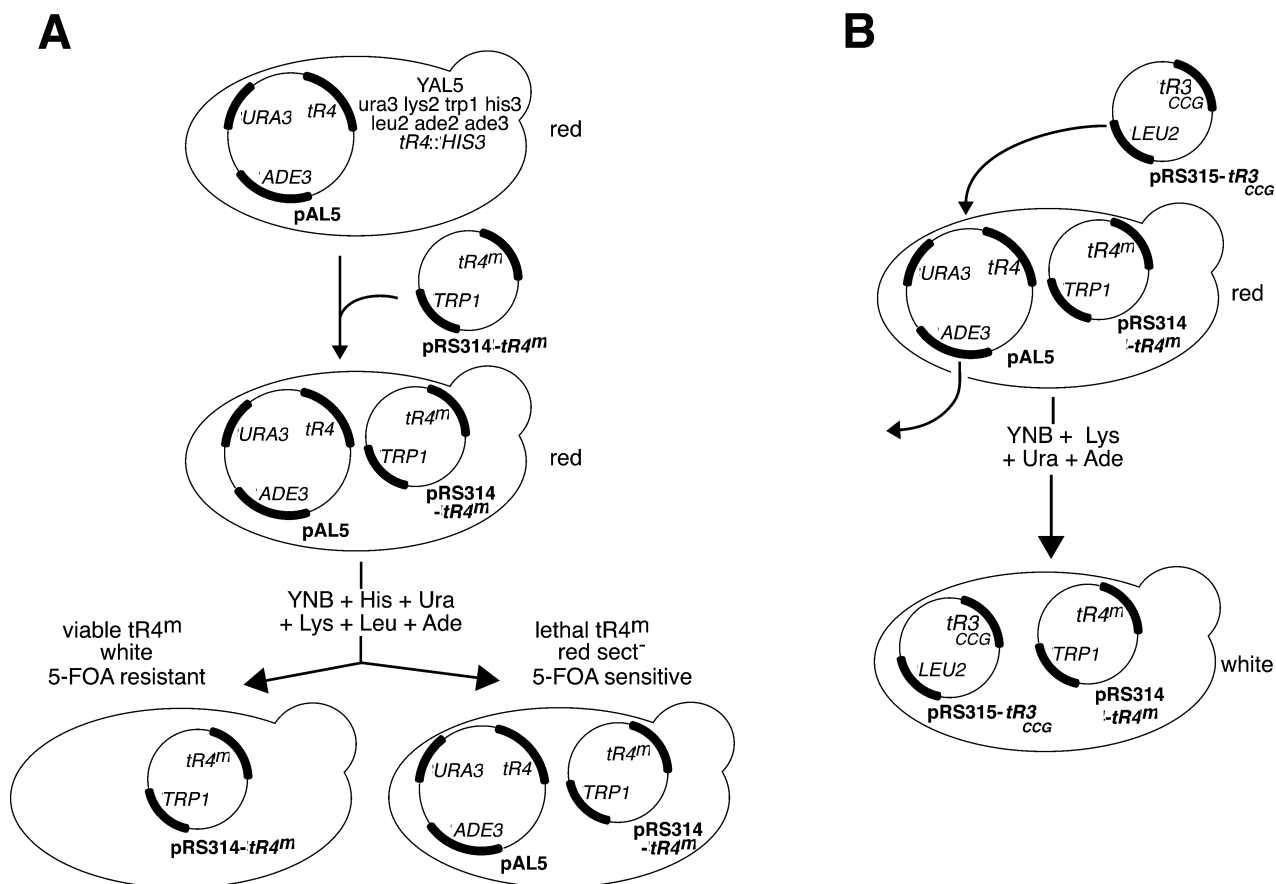 A
YAL5
ura3 lys2 trp1 his3
leu2 ade2 ade3
tR4::HIS3
URA3
tR4
ADE3
pAL5
red
tR4m
TRP1
pRS314-tR4m
URA3
tR4
ADE3
pAL5
tR4m
TRP1
pRS314
-tR4m
red
YNB + His + Ura
+ Lys + Leu + Ade
viable tR4m
white
5-FOA resistant
lethal tR4m
red sect-
5-FOA sensitive
tR4m
TRP1
pRS314-tR4m
URA3
tR4
ADE3
pAL5
tR4m
TRP1
pRS314
-tR4m
B
tR3
CCG
LEU2
pRS315-tR3
CCG
URA3
tR4
ADE3
pAL5
tR4m
TRP1
pRS314
-tR4m
red
YNB + Lys
+ Ura + Ade
tR3
CCG
LEU2
pRS315-tR3
CCG
tR4m
TRP1
pRS314
-tR4m
white